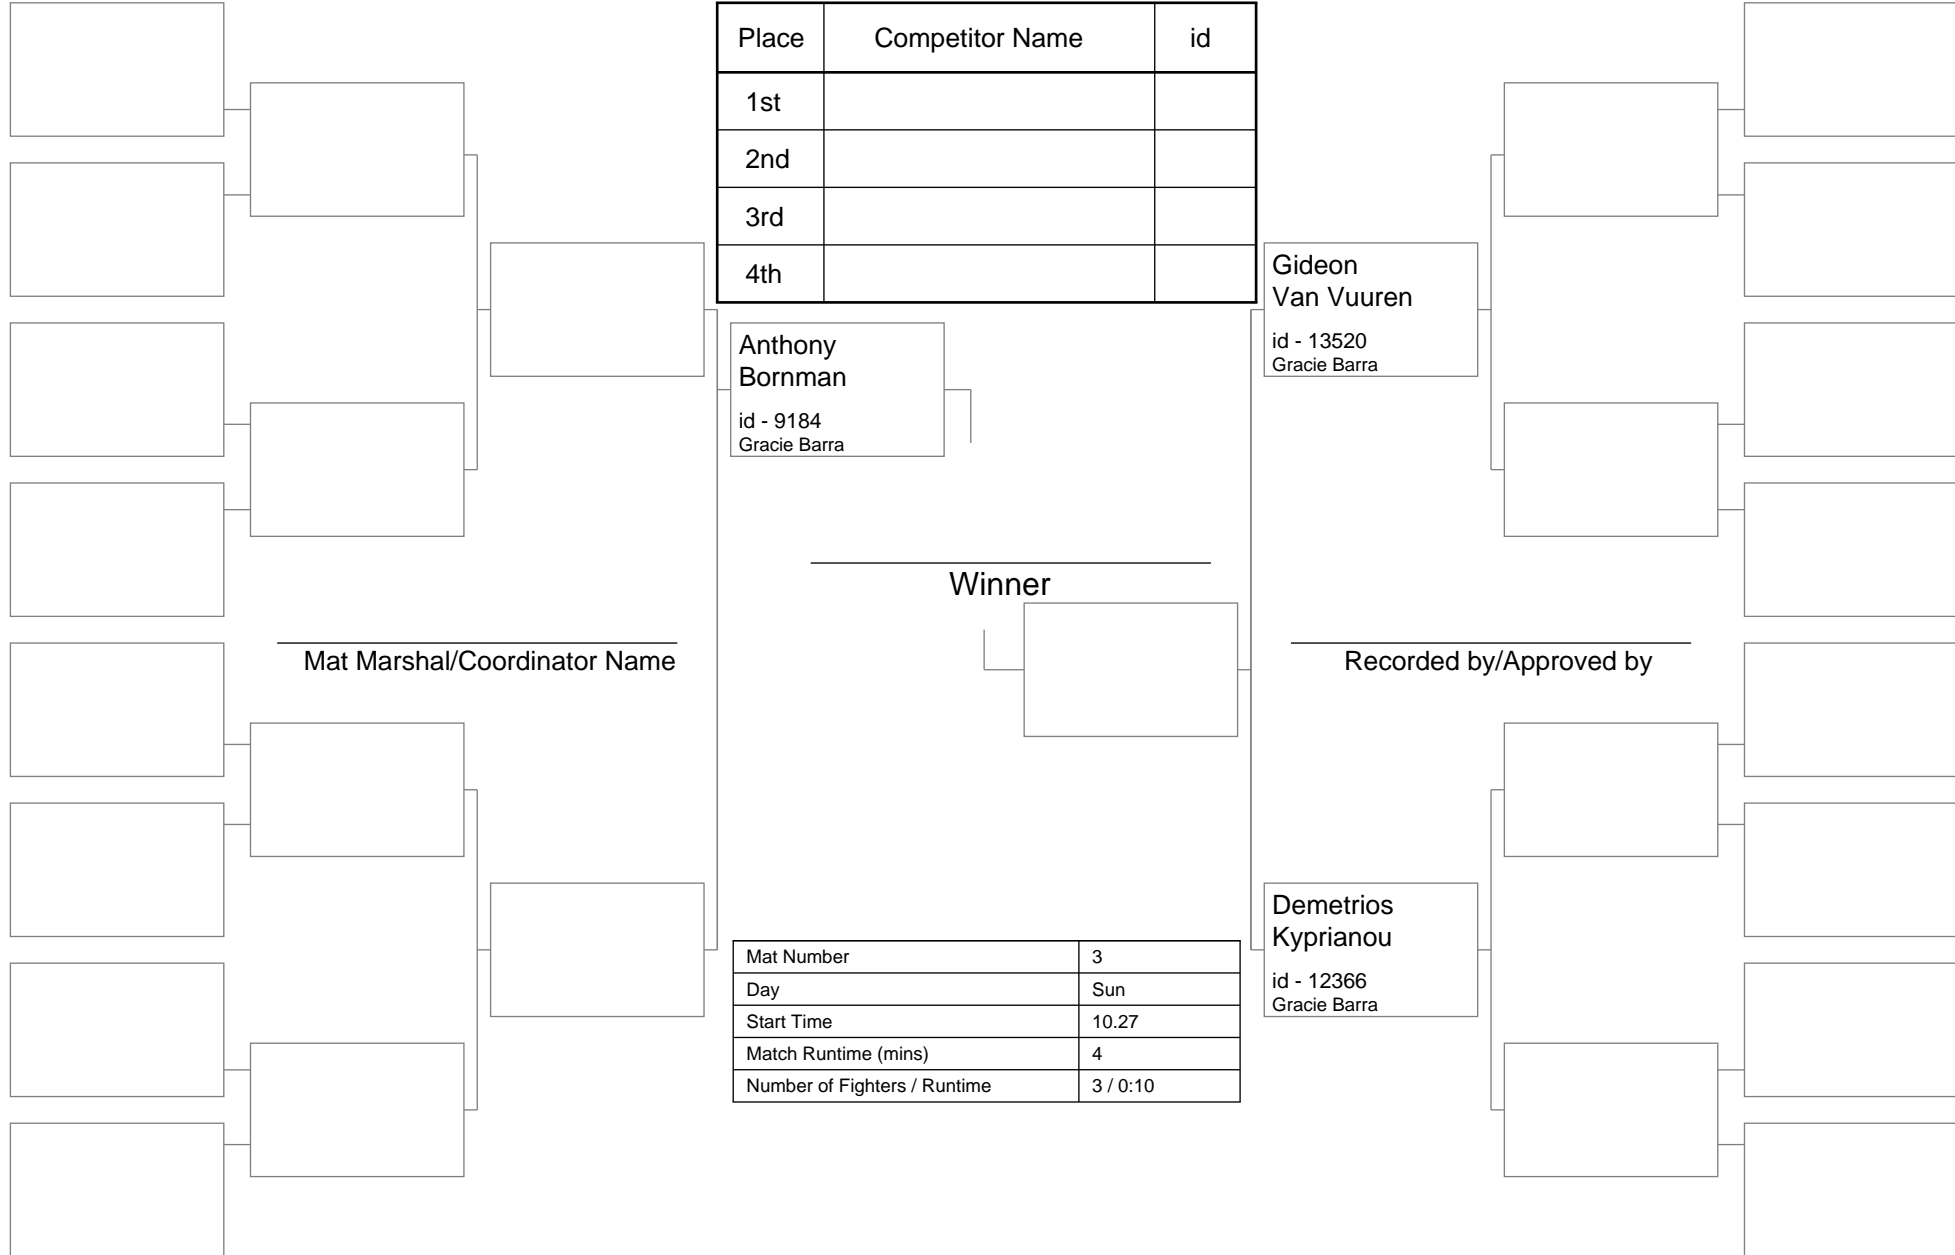 Place Competitor Name id
1st
2nd
3rd
4th
Gideon
Van Vuuren
id - 13520
Gracie Barra
Anthony
Bornman
id - 9184
Gracie Barra
Winner
Mat Marshal/Coordinator Name
Recorded by/Approved by
Demetrios
Kyprianou
id - 12366
Gracie Barra
Mat Number 3
Day Sun
Start Time 10.27
Match Runtime (mins) 4
Number of Fighters / Runtime 3 / 0:10